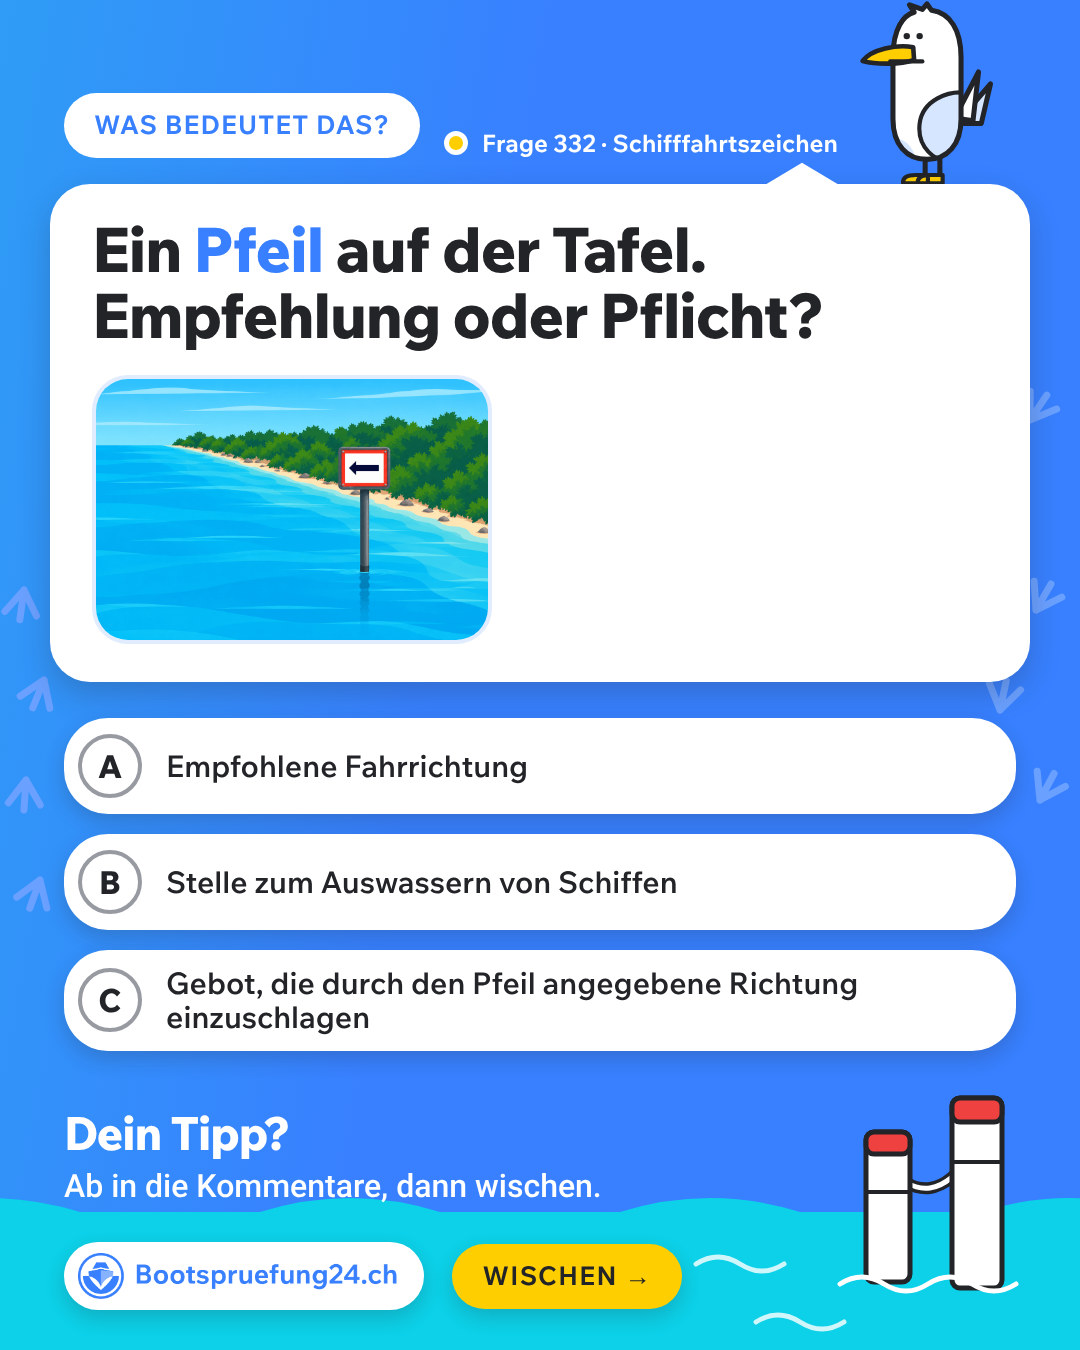 WAS BEDEUTET DAS?
Frage 332 · Schifffahrtszeichen
Ein Pfeil auf der Tafel.
Empfehlung oder Pflicht?
A Empfohlene Fahrrichtung
B Stelle zum Auswassern von Schiffen
C Gebot, die durch den Pfeil angegebene Richtung
einzuschlagen
Dein Tipp?
Ab in die Kommentare, dann wischen.
Bootspruefung24.ch
WISCHEN →